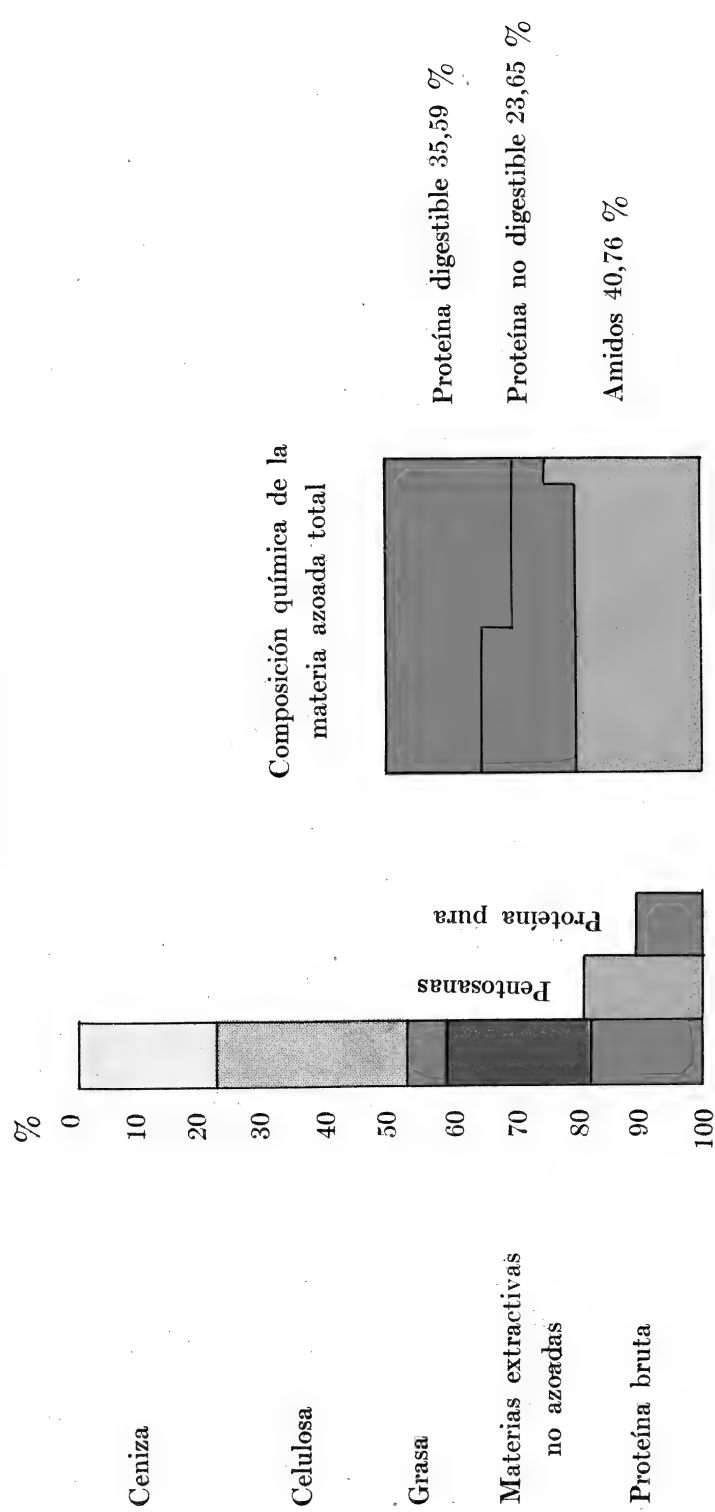 %
0
10
20
30
40
50
60
70
80
90
100
Ceniza
Celulosa
Grasa
Materias extractivas
no azoadas
Proteína bruta
Pentosanas
Proteína pura
Composición química de la
materia azoada total
Proteína digestible 35,59 %
Proteína no digestible 23,65 %
Amidos 40,76 %